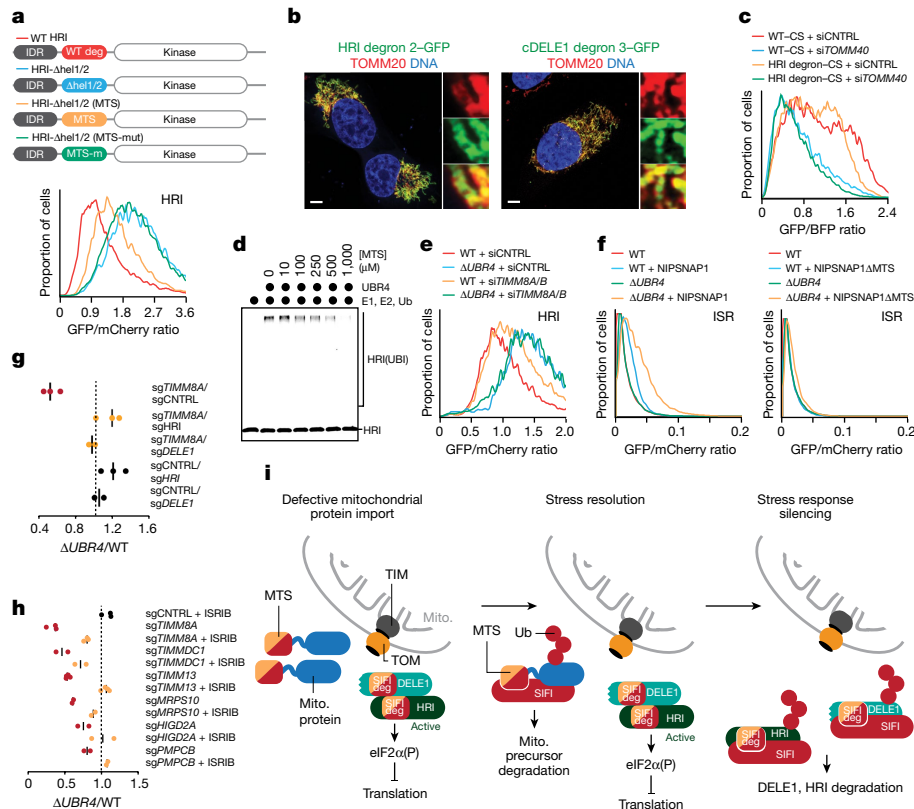 a
WT HRI
IDR WT deg Kinase
HRI-Δhel1/2
IDR Δhel1/2 Kinase
HRI-Δhel1/2 (MTS)
IDR MTS Kinase
HRI-Δhel1/2 (MTS-mut)
IDR MTS-m Kinase
HRI
Proportion of cells
0 0.9 1.8 2.7 3.6
GFP/mCherry ratio
b
HRI degron 2–GFP
TOMM20 DNA
cDELE1 degron 3–GFP
TOMM20 DNA
c
WT–CS + siCNTRL
WT–CS + siTOMM40
HRI degron–CS + siCNTRL
HRI degron–CS + siTOMM40
Proportion of cells
0 0.8 1.6 2.4
GFP/BFP ratio
d
0 10 100 250 500 1,000
[MTS]
(μM)
UBR4
E1, E2, Ub
HRI(UBI)
HRI
e
WT + siCNTRL
ΔUBR4 + siCNTRL
WT + siTIMM8A/B
ΔUBR4 + siTIMM8A/B
HRI
Proportion of cells
0 0.5 1.0 1.5 2.0
GFP/mCherry ratio
f
WT
WT + NIPSNAP1
ΔUBR4
ΔUBR4 + NIPSNAP1
ISR
Proportion of cells
0 0.1 0.2
GFP/mCherry ratio
WT
WT + NIPSNAP1ΔMTS
ΔUBR4
ΔUBR4 + NIPSNAP1ΔMTS
ISR
Proportion of cells
0 0.1 0.2
GFP/mCherry ratio
g
sgTIMM8A/
sgCNTRL
sgTIMM8A/
sgHRI
sgTIMM8A/
sgDELE1
sgCNTRL/
sgHRI
sgCNTRL/
sgDELE1
0.4 1.0 1.2 1.6
ΔUBR4/WT
h
sgCNTRL + ISRIB
sgTIMM8A
sgTIMM8A + ISRIB
sgTIMMDC1
sgTIMMDC1 + ISRIB
sgTIMM13
sgTIMM13 + ISRIB
sgMRPS10
sgMRPS10 + ISRIB
sgHIGD2A
sgHIGD2A + ISRIB
sgPMPCB
sgPMPCB + ISRIB
0 0.5 1.0 1.5
ΔUBR4/WT
i
Defective mitochondrial
protein import
TIM
MTS
Mito.
TOM
Mito.
protein
SIFI
deg
DELE1
SIFI
deg
HRI
Active
eIF2α(P)
Translation
Stress resolution
Ub
MTS
SIFI
Mito.
precursor
degradation
SIFI
deg
DELE1
SIFI
deg
HRI
Active
eIF2α(P)
Translation
Stress response
silencing
SIFI
deg
HRI
SIFI
SIFI
deg
DELE1
SIFI
DELE1, HRI degradation